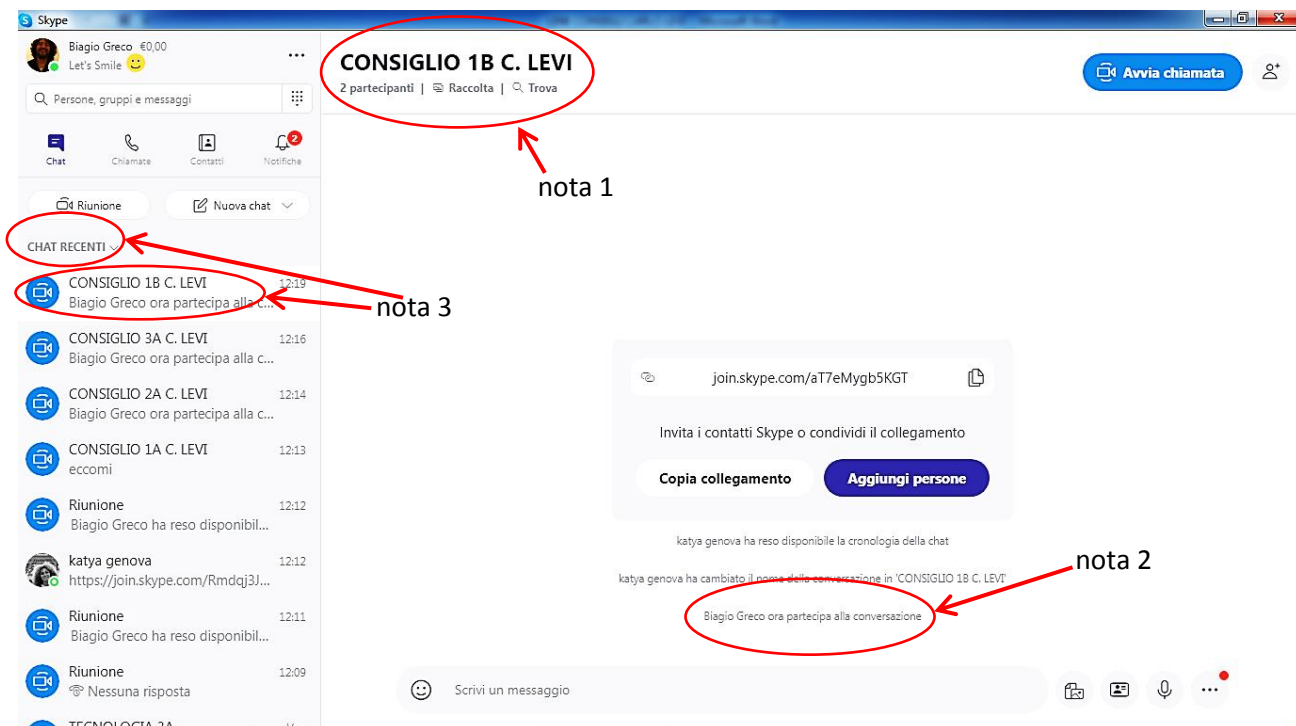 Skype
Biagio Greco €0,00
Let's Smile
Persone, gruppi e messaggi
Chat
Chiamate
Contatti
Notifiche
2
Riunione
Nuova chat
CHAT RECENTI
CONSIGLIO 1B C. LEVI 12:19
Biagio Greco ora partecipa alla c...
CONSIGLIO 3A C. LEVI 12:16
Biagio Greco ora partecipa alla c...
CONSIGLIO 2A C. LEVI 12:14
Biagio Greco ora partecipa alla c...
CONSIGLIO 1A C. LEVI 12:13
eccomi
Riunione 12:12
Biagio Greco ha reso disponibil...
katya genova 12:12
https://join.skype.com/Rmdqj3J...
Riunione 12:11
Biagio Greco ha reso disponibil...
Riunione 12:09
Nessuna risposta
CONSIGLIO 1B C. LEVI
2 partecipanti | Raccolta | Trova
Avvia chiamata
nota 1
nota 3
join.skype.com/aT7eMygb5KGT
Invita i contatti Skype o condividi il collegamento
Copia collegamento
Aggiungi persone
katya genova ha reso disponibile la cronologia della chat
nota 2
katya genova ha cambiato il nome della conversazione in 'CONSIGLIO 1B C. LEVI'
Biagio Greco ora partecipa alla conversazione
Scrivi un messaggio